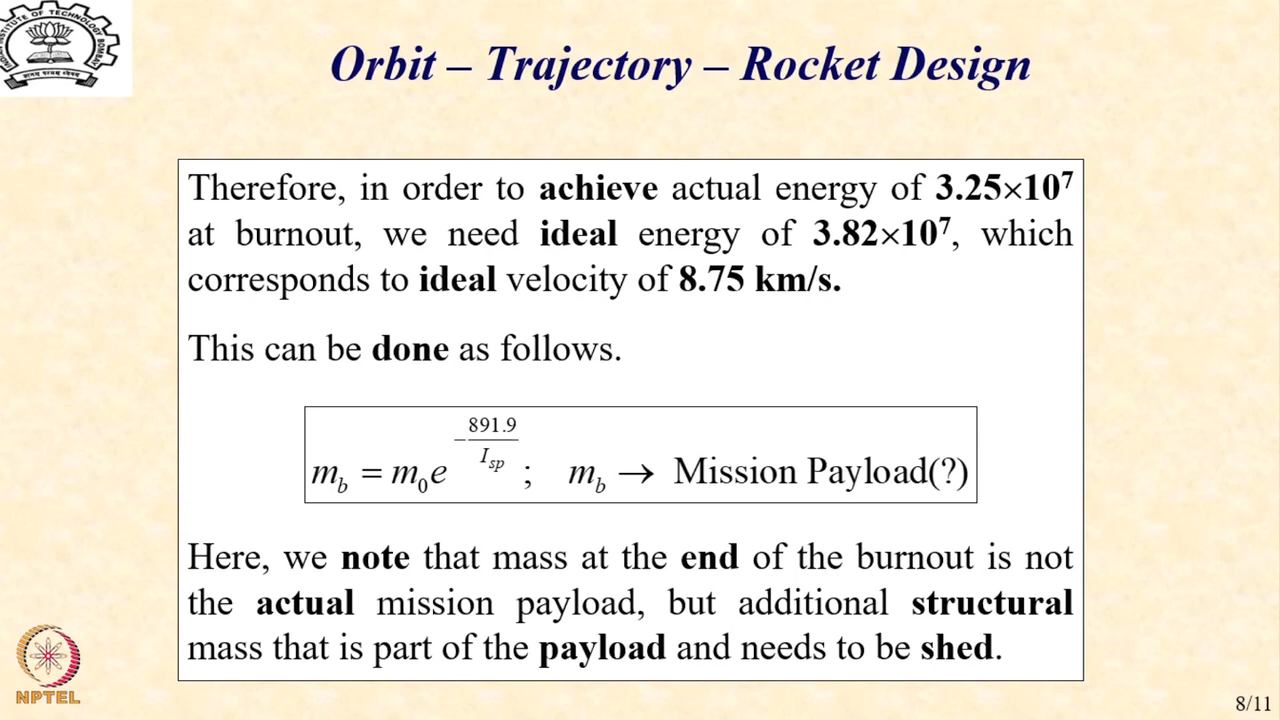 Orbit – Trajectory – Rocket Design
Therefore, in order to achieve actual energy of 3.25×10⁷
at burnout, we need ideal energy of 3.82×10⁷, which
corresponds to ideal velocity of 8.75 km/s.
This can be done as follows.
m_b = m_0 e^{-\frac{891.9}{I_{sp}}}; m_b → Mission Payload(?)
Here, we note that mass at the end of the burnout is not
the actual mission payload, but additional structural
mass that is part of the payload and needs to be shed.
NPTEL
8/11